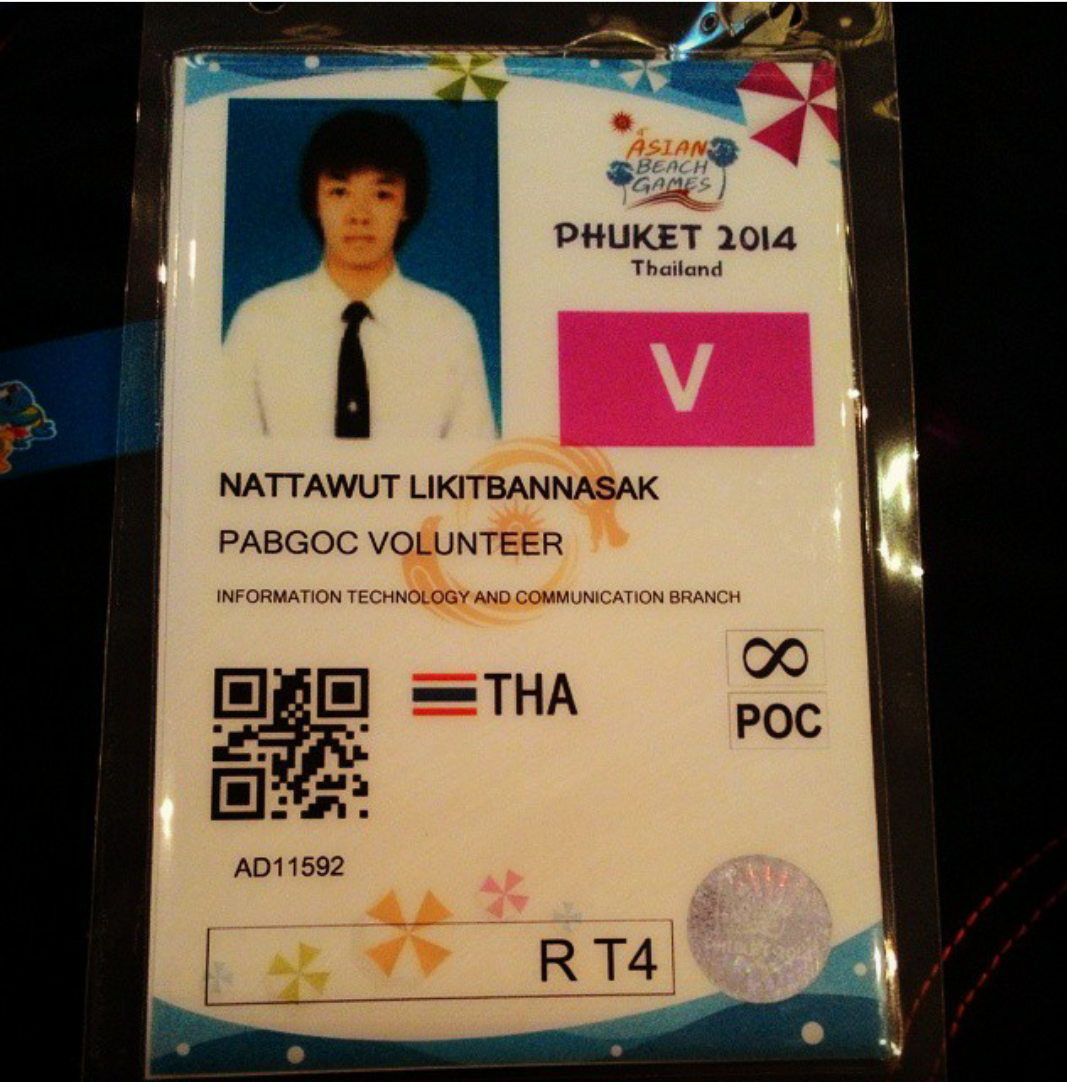 ASIAN
BEACH
GAMES
PHUKET 2014
Thailand
V
NATTAWUT LIKITBANNASAK
PABGOC VOLUNTEER
INFORMATION TECHNOLOGY AND COMMUNICATION BRANCH
THA
∞
POC
AD11592
R T4